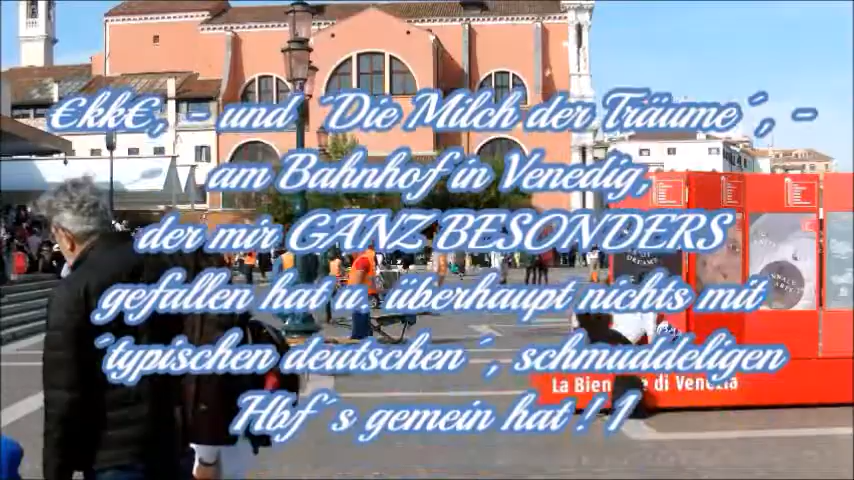 €kk€, - und ´Die Milch der Träume´, -
am Bahnhof in Venedig,
der mir GANZ BESONDERS
gefallen hat u. überhaupt nichts mit
´typischen deutschen´, schmuddeligen
Hbf´s gemein hat ! 1
La Bien e di Venezia